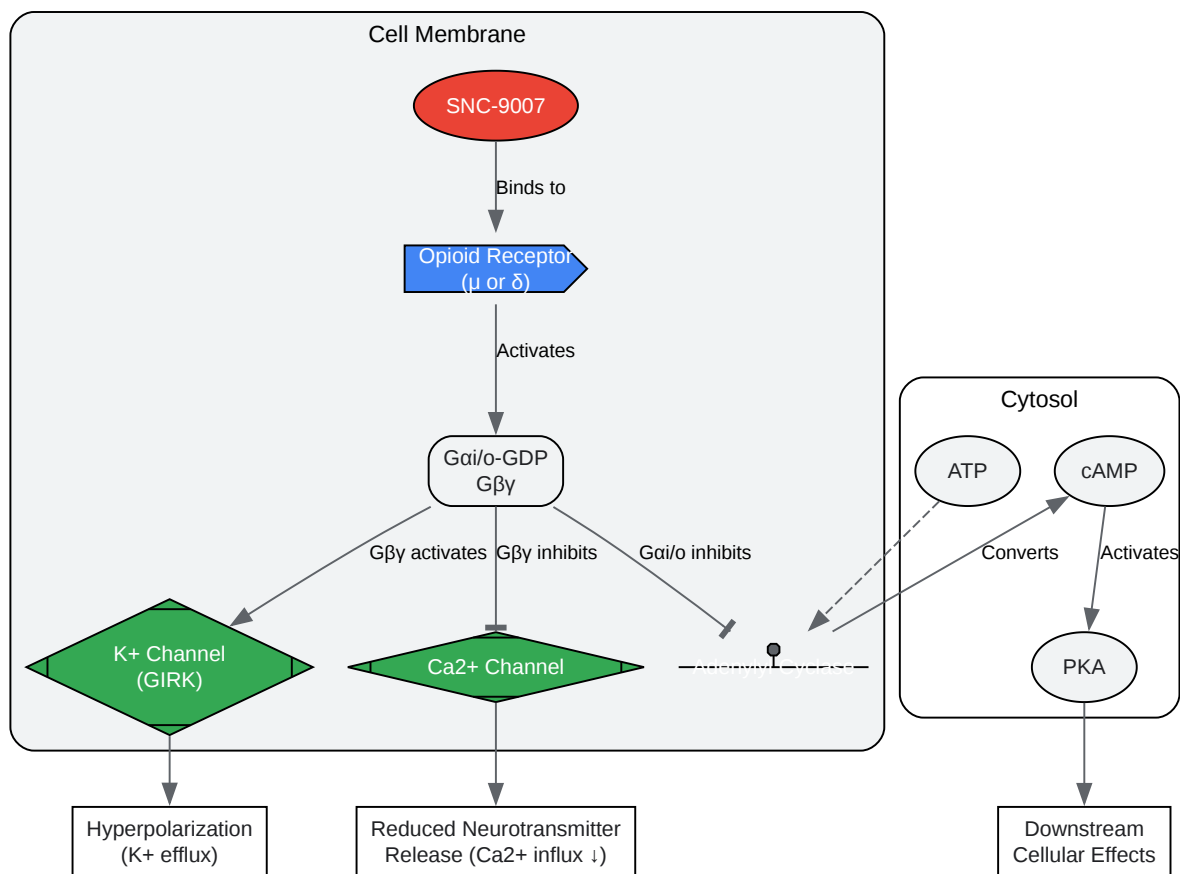 Cell Membrane
SNC-9007
Binds to
Opioid Receptor
(μ or δ)
Activates
Cytosol
Gαi/o-GDP
Gβγ
ATP
cAMP
Gβγ activates
Gβγ inhibits
Gαi/o inhibits
Converts
Activates
K+ Channel
(GIRK)
Ca2+ Channel
Adenylyl Cyclase
PKA
Hyperpolarization
(K+ efflux)
Reduced Neurotransmitter
Release (Ca2+ influx ↓)
Downstream
Cellular Effects